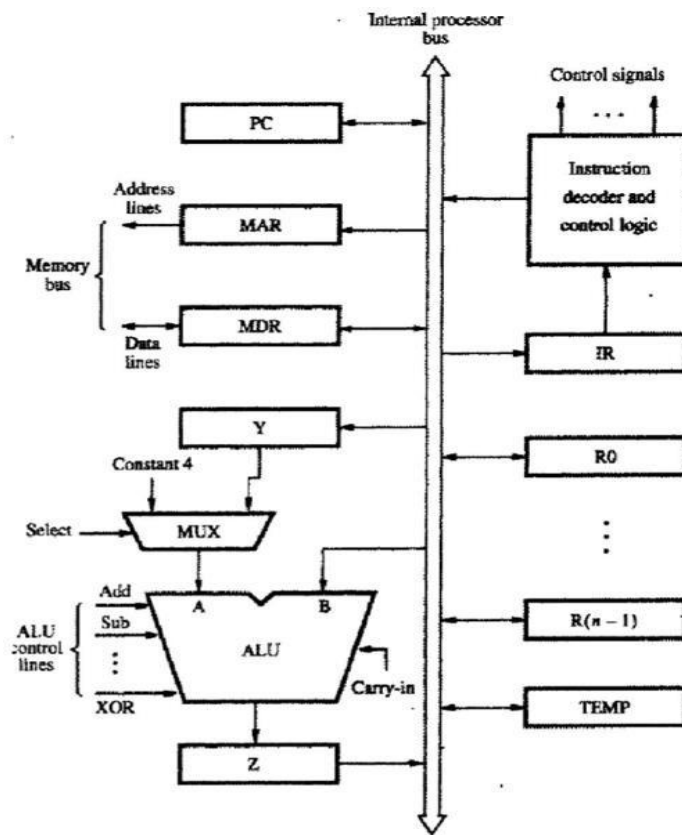 Internal processor
bus
Control signals
...
PC
Instruction
decoder and
control logic
Address
lines
MAR
Memory
bus
MDR
Data
lines
IR
Y
Constant 4
R0
Select
MUX
Add
A
B
R(n − 1)
ALU
control
lines
Sub
ALU
XOR
Carry-in
TEMP
Z